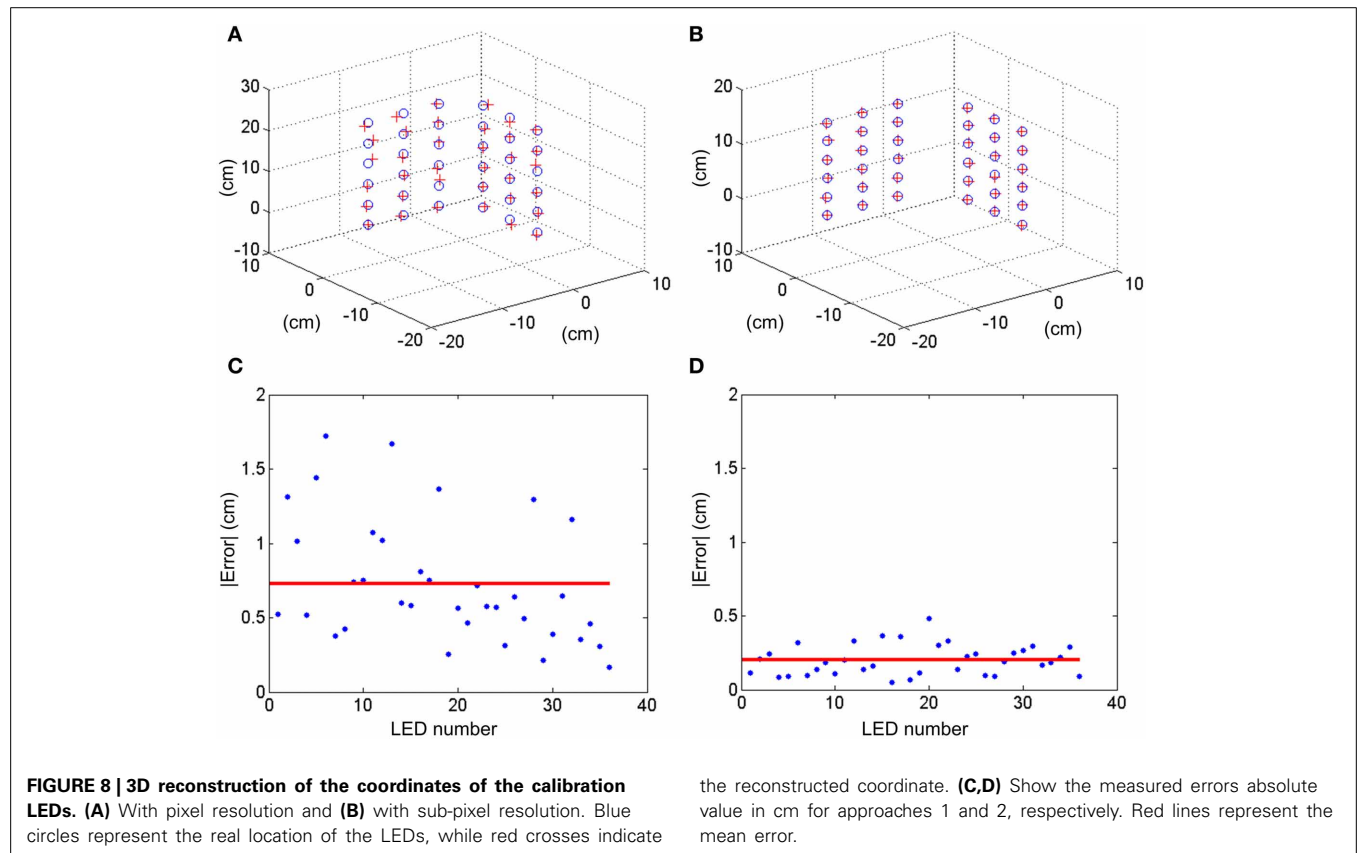 A
30
20
10
0
-10
(cm)
10
0
-10
-20
(cm)
-20
-10
0
10
(cm)
B
20
10
0
-10
(cm)
10
0
-10
-20
(cm)
-20
-10
0
10
(cm)
C
2
1.5
1
0.5
0
|Error| (cm)
0
10
20
30
40
LED number
D
2
1.5
1
0.5
0
|Error| (cm)
0
10
20
30
40
LED number
FIGURE 8 | 3D reconstruction of the coordinates of the calibration
LEDs. (A) With pixel resolution and (B) with sub-pixel resolution. Blue
circles represent the real location of the LEDs, while red crosses indicate
the reconstructed coordinate. (C,D) Show the measured errors absolute
value in cm for approaches 1 and 2, respectively. Red lines represent the
mean error.